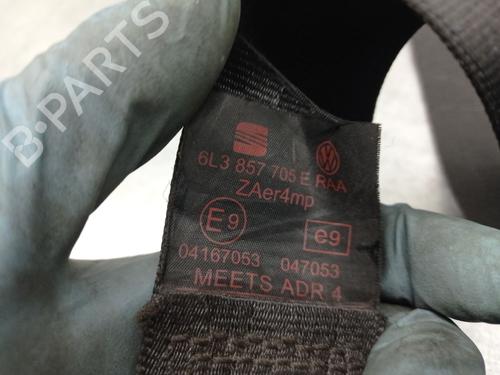 B-PARTS
6L3 857 705 E RAA
ZAer4mp
E9 e9
04167053 047053
MEETS ADR 4